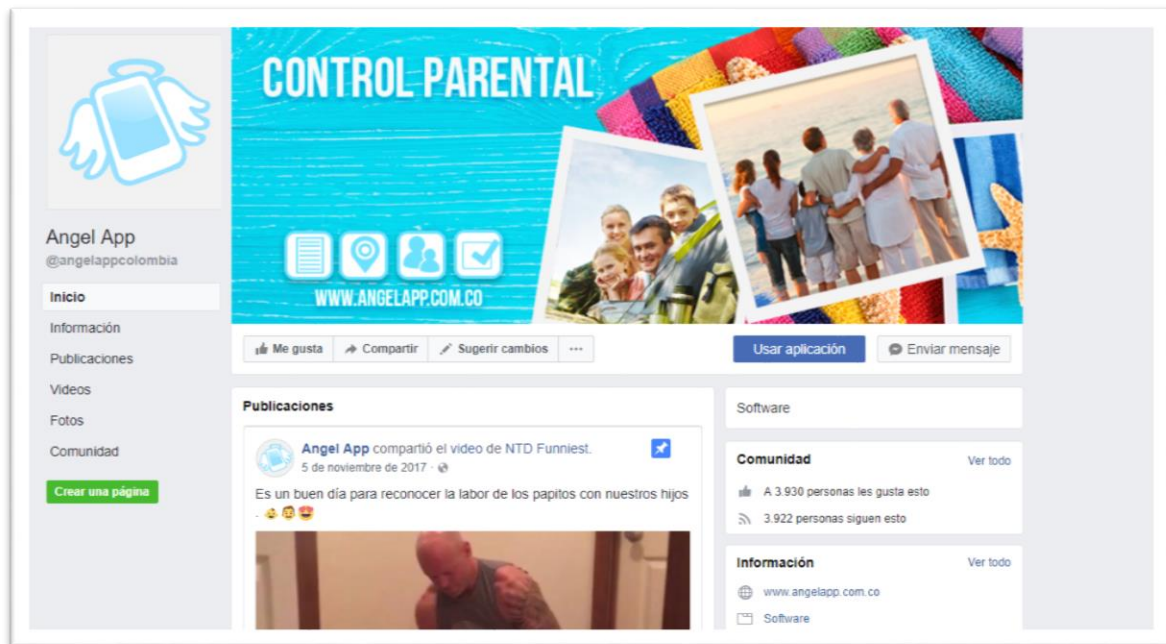 CONTROL PARENTAL
WWW.ANGELAPP.COM.CO
Angel App
@angelappcolombia
Inicio
Información
Publicaciones
Videos
Fotos
Comunidad
Crear una página
Me gusta
Compartir
Sugerir cambios
Usar aplicación
Enviar mensaje
Publicaciones
Angel App compartió el video de NTD Funniest.
5 de noviembre de 2017 ·
Es un buen día para reconocer la labor de los papitos con nuestros hijos
.
Software
Comunidad
Ver todo
A 3.930 personas les gusta esto
3.922 personas siguen esto
Información
Ver todo
www.angelapp.com.co
Software